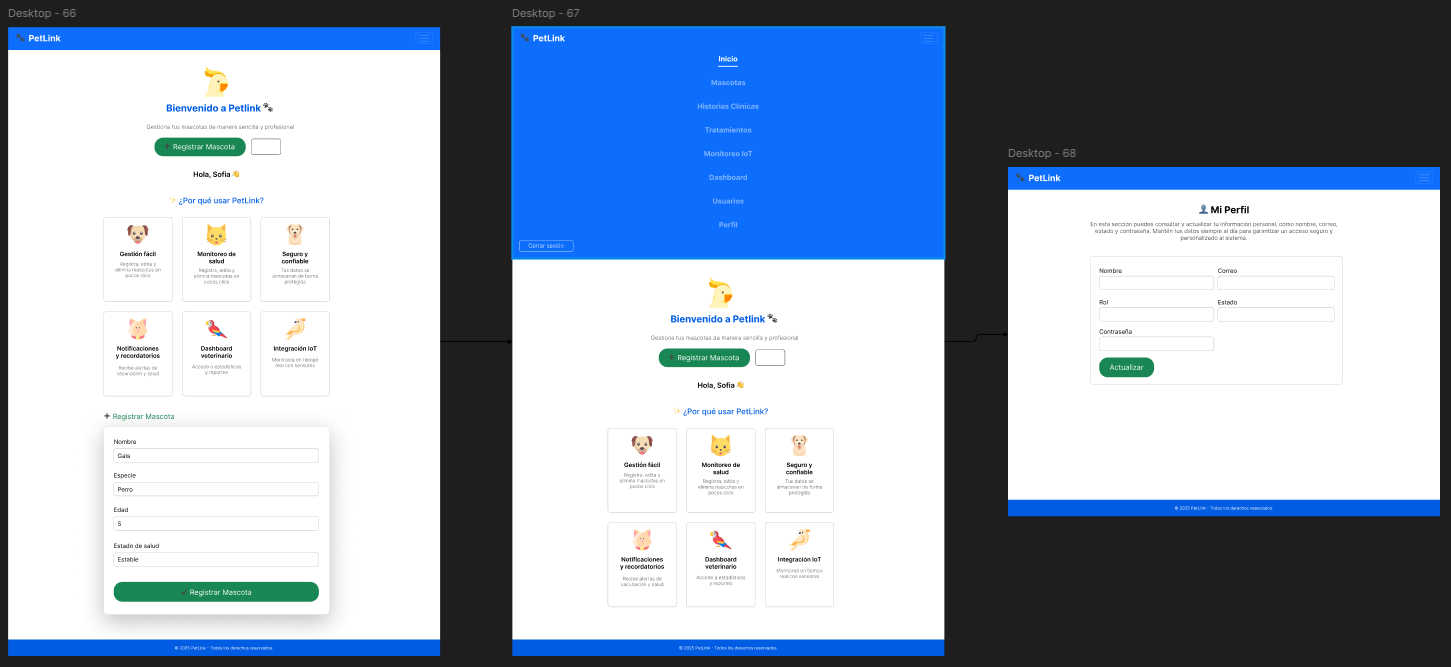 Desktop - 66
PetLink
Bienvenido a Petlink
Gestiona tus mascotas de manera sencilla y profesional
Registrar Mascota
Hola, Sofia
¿Por qué usar PetLink?
Gestión fácil
Registra, edita y
elimina mascotas en
pocos clics
Monitoreo de
salud
Registra, edita y
elimina mascotas en
pocos clics
Seguro y
confiable
Tus datos se
almacenan de forma
protegida
Notificaciones
y recordatorios
Recibe alertas de
vacunación y salud
Dashboard
veterinario
Accede a estadísticas
y reportes
Integración IoT
Monitorea en tiempo
real con sensores
+ Registrar Mascota
Nombre
Gala
Especie
Perro
Edad
5
Estado de salud
Estable
Registrar Mascota
© 2025 PetLink - Todos los derechos reservados.
Desktop - 67
PetLink
Inicio
Mascotas
Historias Clínicas
Tratamientos
Monitoreo IoT
Dashboard
Usuarios
Perfil
Cerrar sesión
Bienvenido a Petlink
Gestiona tus mascotas de manera sencilla y profesional
Registrar Mascota
Hola, Sofia
¿Por qué usar PetLink?
Gestión fácil
Registra, edita y
elimina mascotas en
pocos clics
Monitoreo de
salud
Registra, edita y
elimina mascotas en
pocos clics
Seguro y
confiable
Tus datos se
almacenan de forma
protegida
Notificaciones
y recordatorios
Recibe alertas de
vacunación y salud
Dashboard
veterinario
Accede a estadísticas
y reportes
Integración IoT
Monitorea en tiempo
real con sensores
© 2025 PetLink - Todos los derechos reservados.
Desktop - 68
PetLink
Mi Perfil
En esta sección puedes consultar y actualizar tu información personal, como nombre, correo,
estado y contraseña. Mantén tus datos siempre al día para garantizar un acceso seguro y
personalizado al sistema.
Nombre
Correo
Rol
Estado
Contraseña
Actualizar
© 2025 PetLink - Todos los derechos reservados.